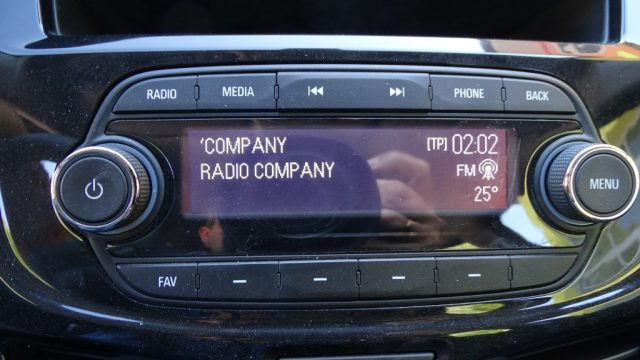 RADIO MEDIA PHONE BACK
'COMPANY [TP] 02:02
RADIO COMPANY FM
25°
MENU
FAV